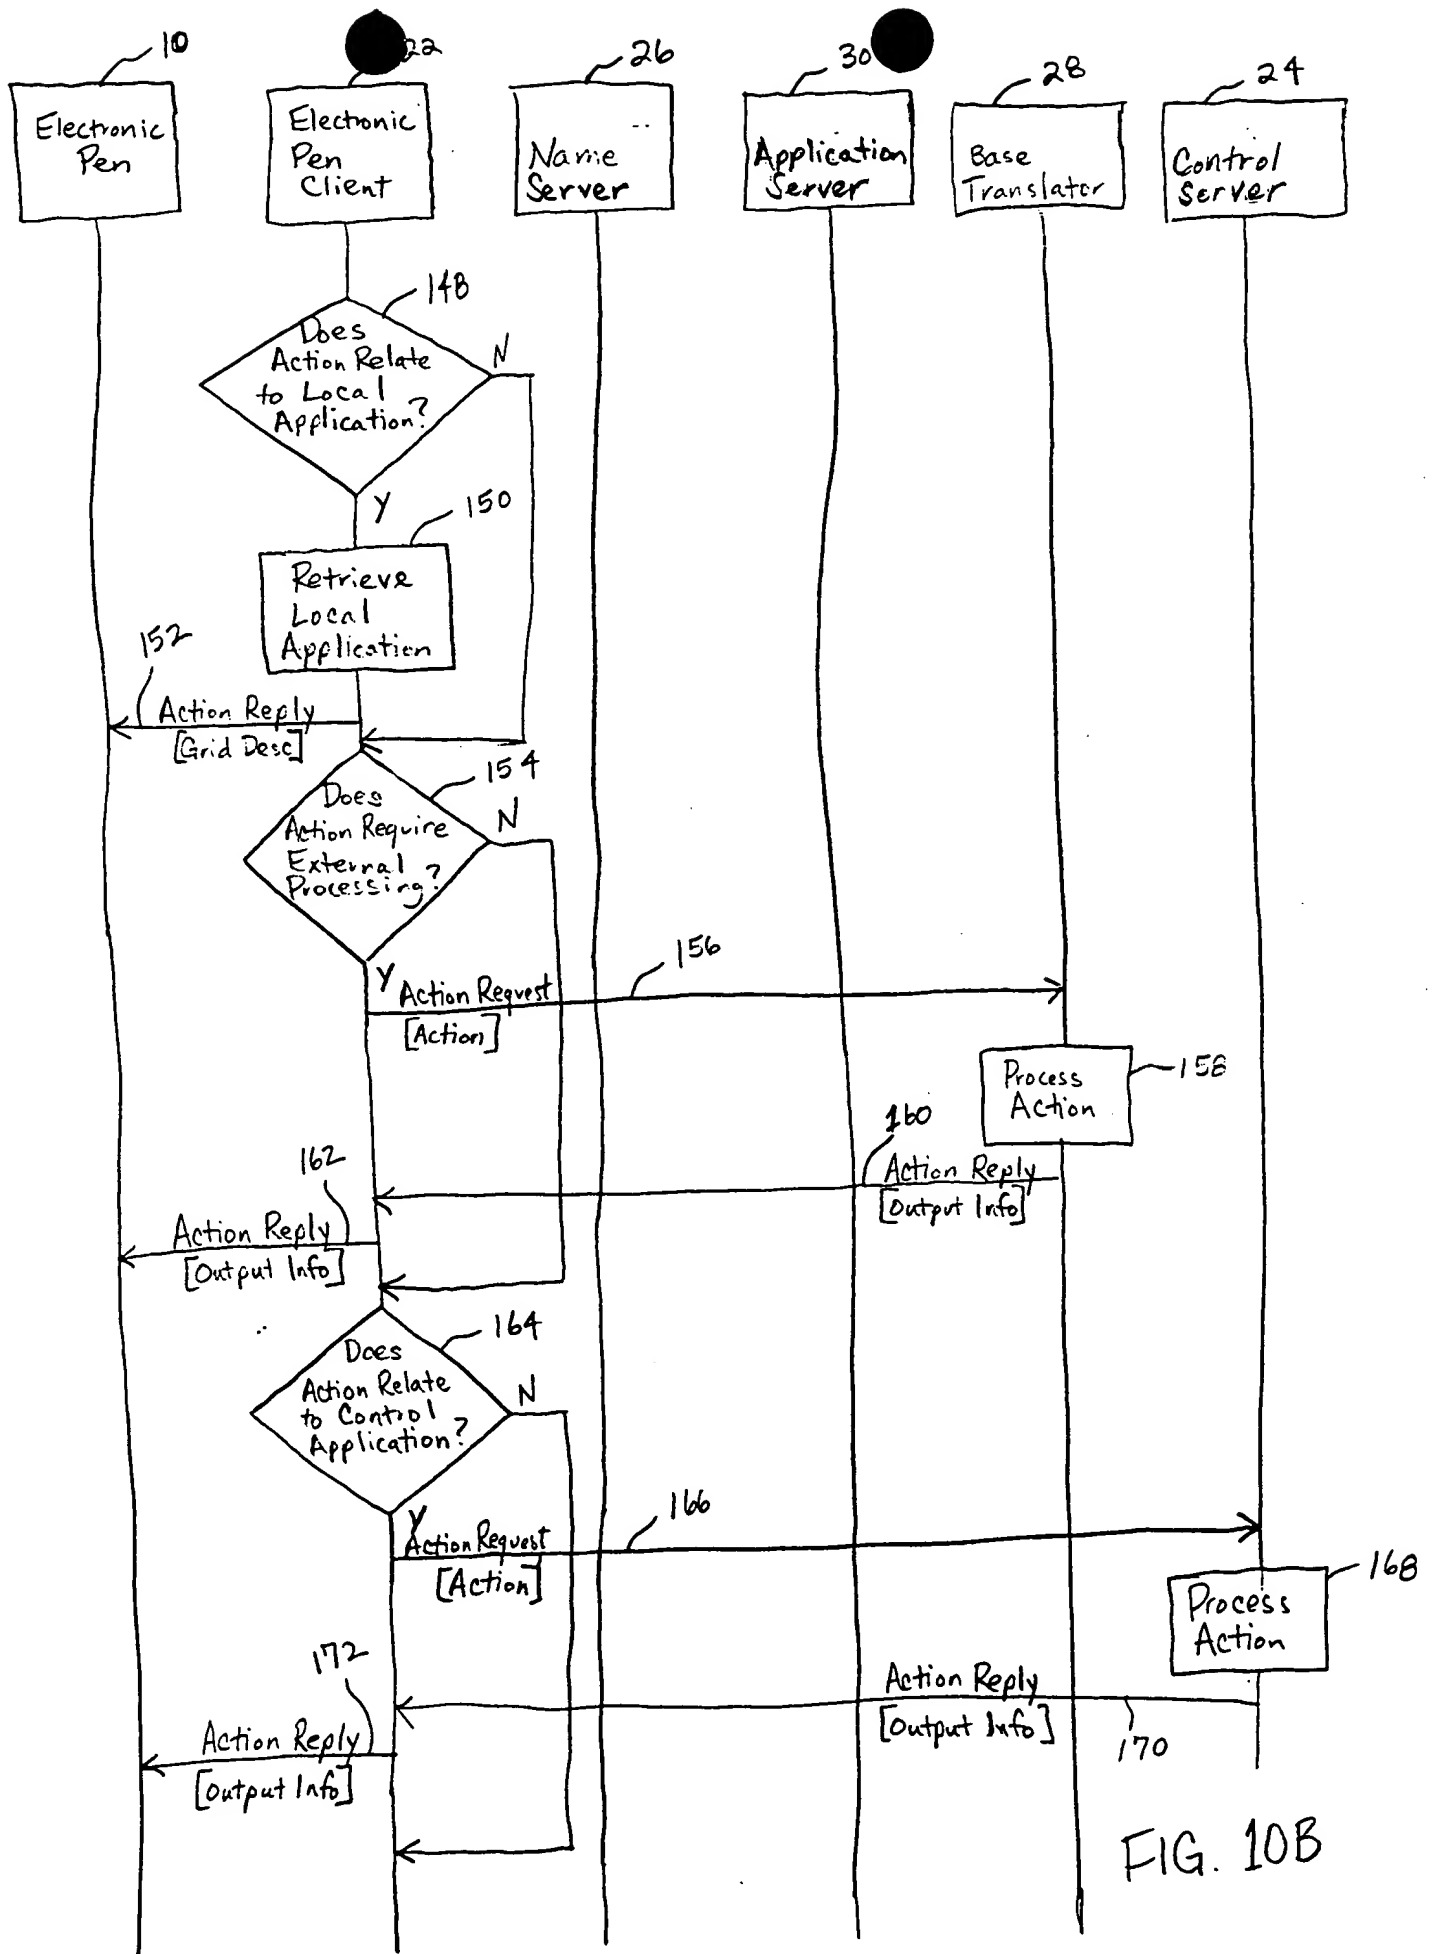 10
22
26
30
28
24
Electronic
Pen
Electronic
Pen
Client
Name
Server
Application
Server
Base
Translator
Control
Server
148
Does
Action Relate
to Local
Application?
N
Y
150
Retrieve
Local
Application
152
Action Reply
[Grid Desc]
154
Does
Action Require
External
Processing?
N
Y
156
Action Request
[Action]
Process
Action
158
160
Action Reply
[Output Info]
162
Action Reply
[Output Info]
164
Does
Action Relate
to Control
Application?
N
Y
166
Action Request
[Action]
168
Process
Action
Action Reply
[Output Info]
170
172
Action Reply
[Output Info]
FIG. 10B